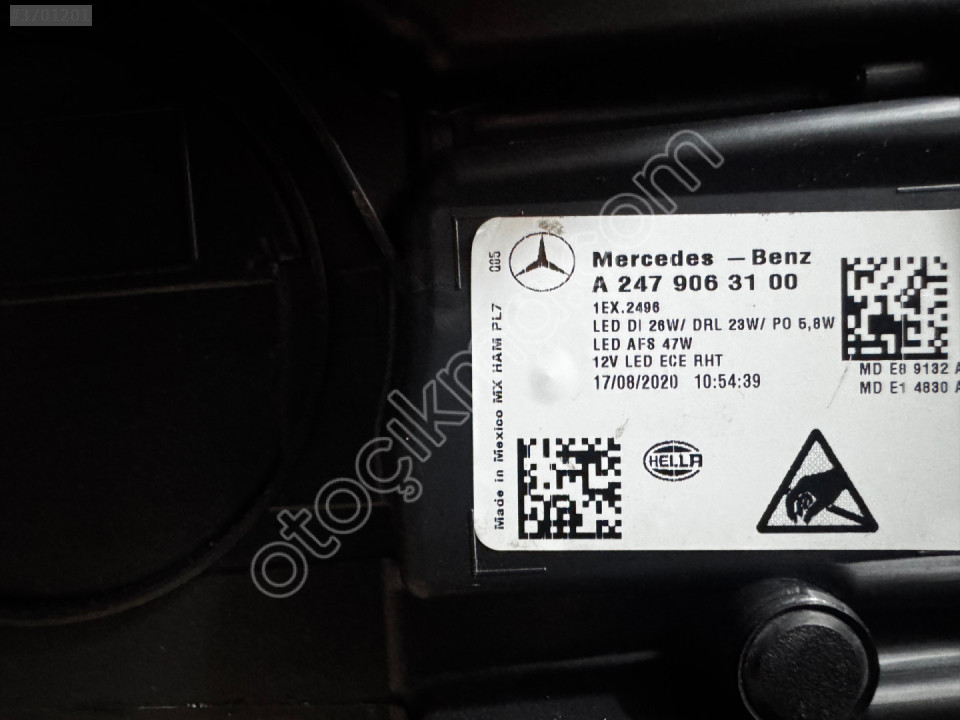 #3701201
Mercedes - Benz
A 247 906 31 00
1EX.2496
LED DI 26W/ DRL 23W/ PO 5,8W
LED AFS 47W
12V LED ECE RHT
17/08/2020 10:54:39
MD E8 9132 A
MD E1 4830 A
HELLA
Made in Mexico MX HAM PL7 Q05
otoçıkma.com